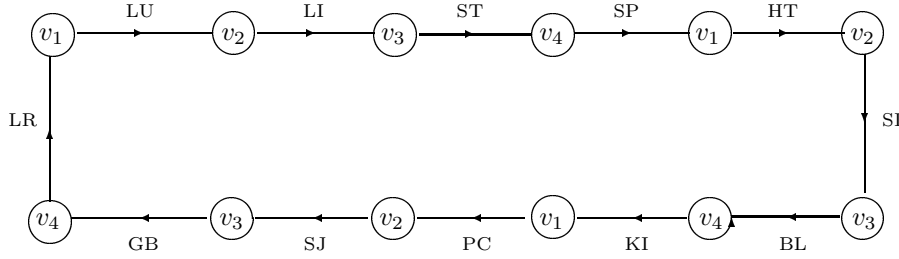 LU LI ST SP HT
v1 v2 v3 v4 v1 v2
LR
v4 v3 v2 v1 v4 v3
GB SJ PC KI BL